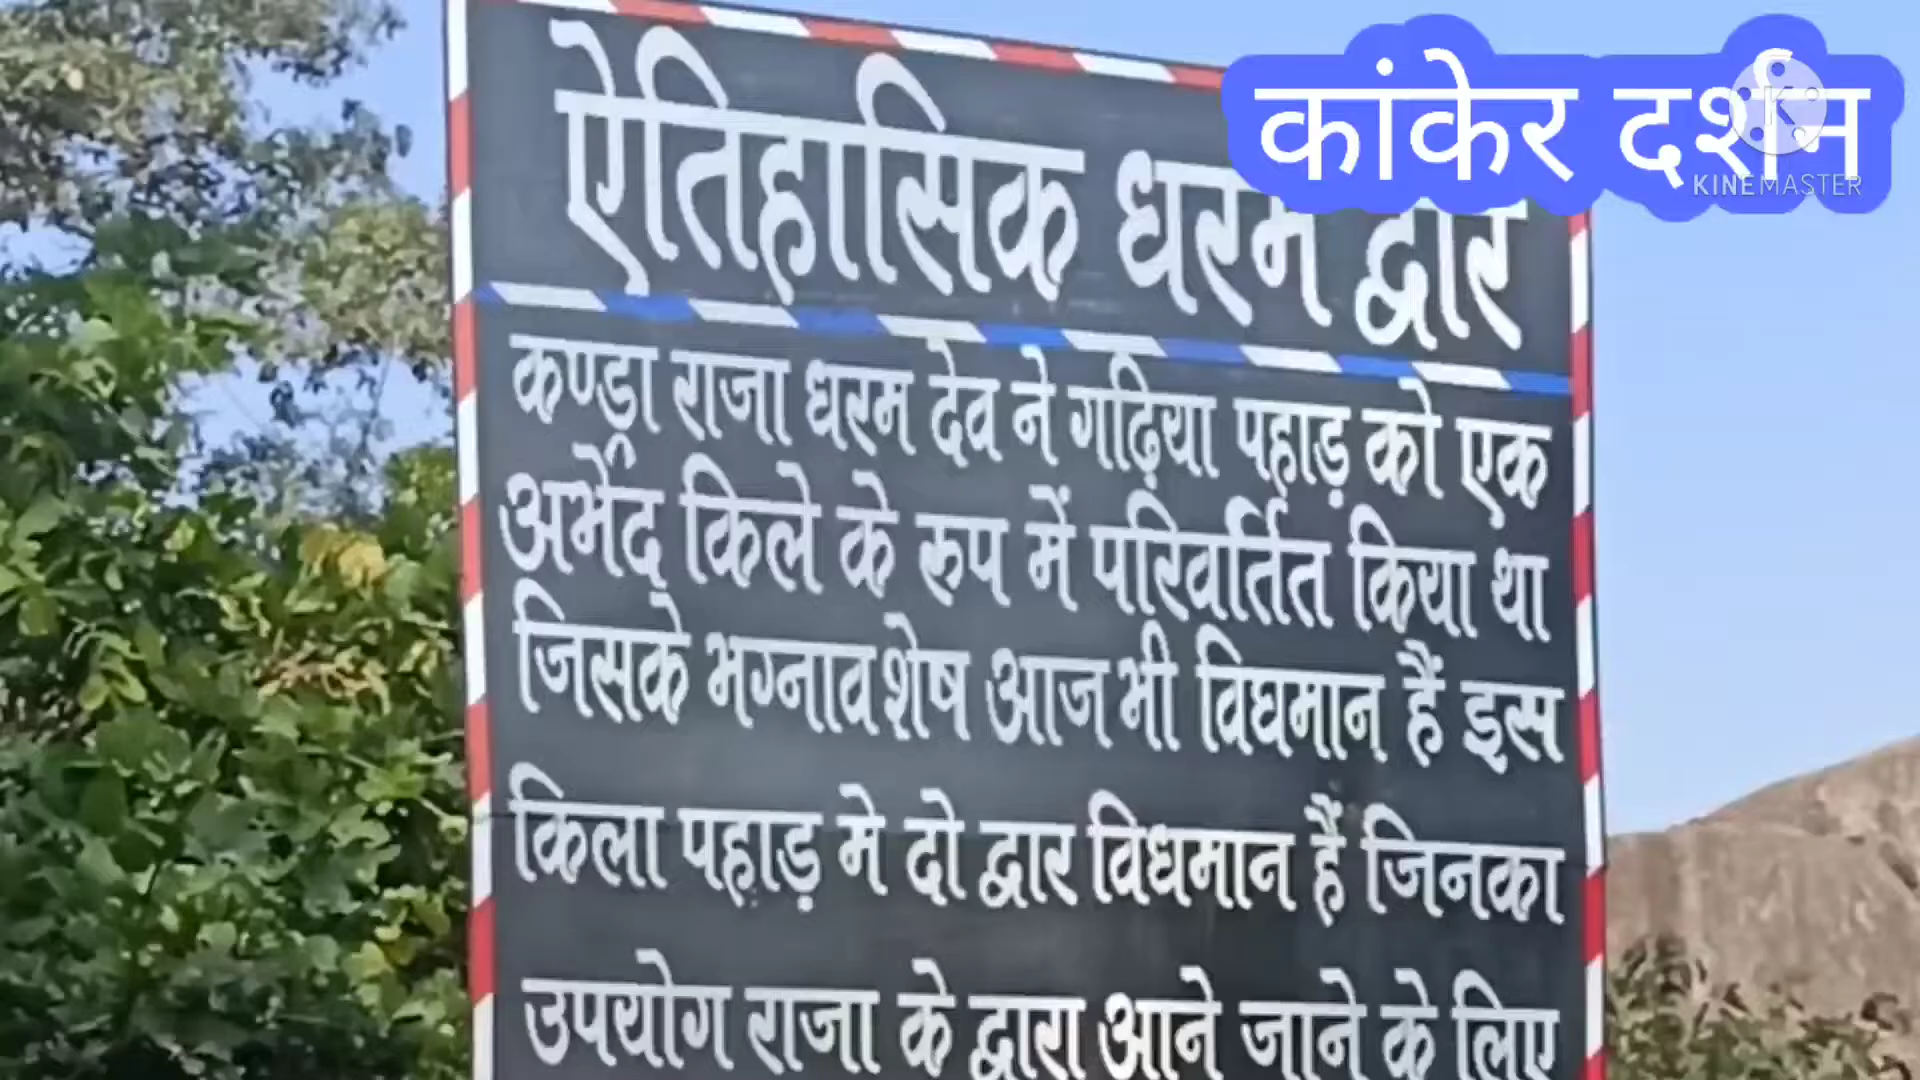 कांकेर दर्शन
KINEMASTER
ऐतिहासिक धरम द्वार
कण्ड्रा राजा धरम देव ने गढ़िया पहाड़ को एक
अभेद किले के रुप में परिवर्तित किया था
जिसके भग्नावशेष आज भी विघमान हैं इस
किला पहाड़ मे दो द्वार विधमान हैं जिनका
उपयोग राजा के द्वारा आने जाने के लिए